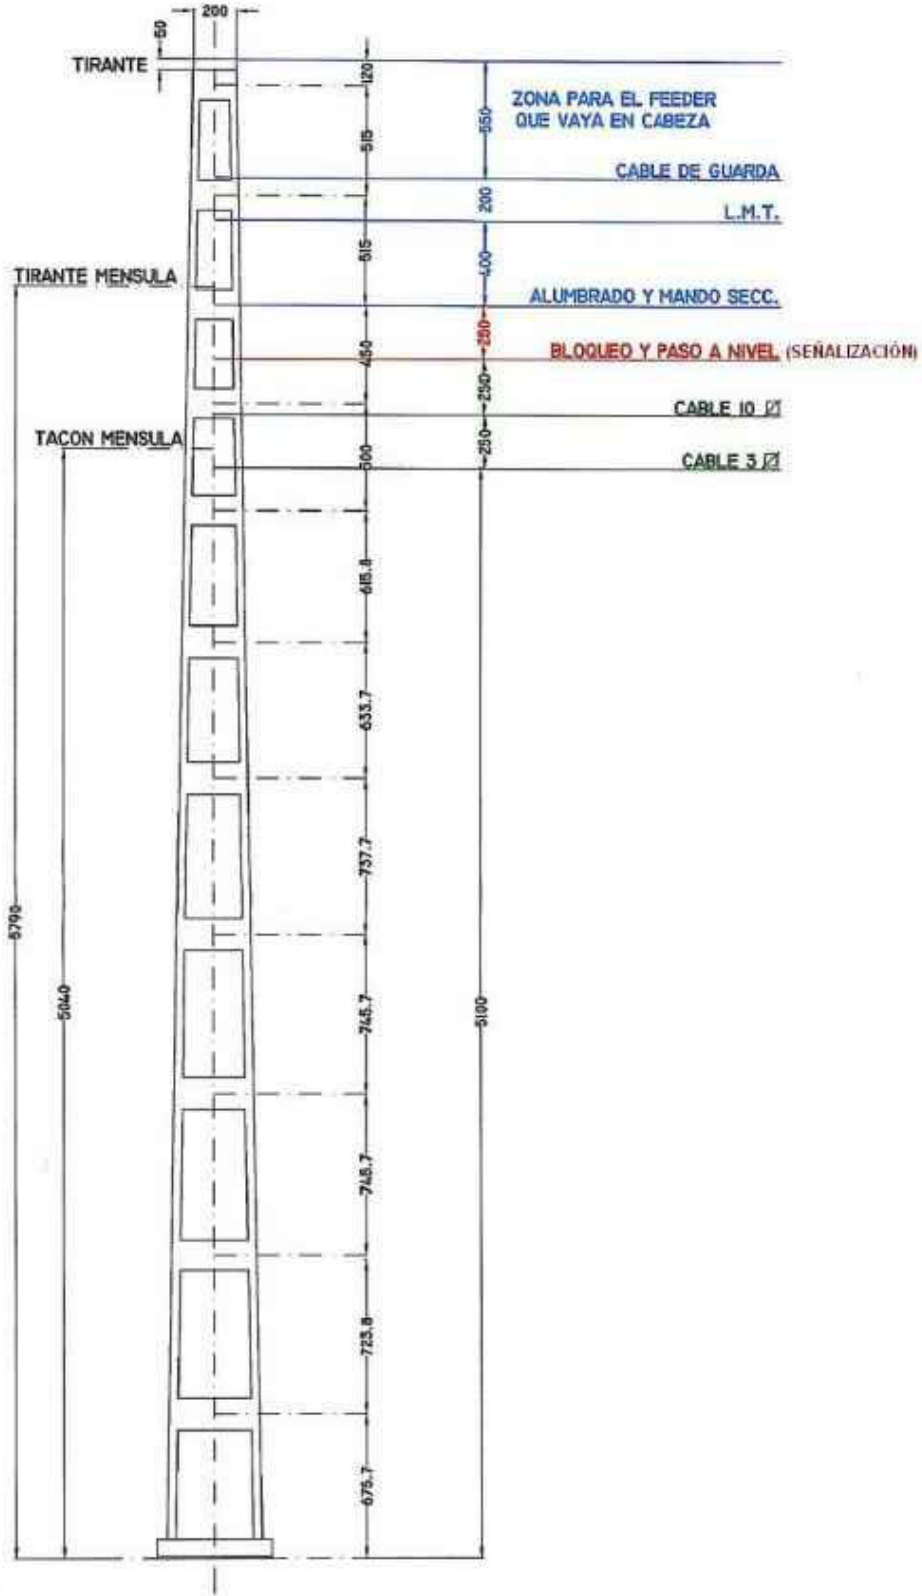 200
50
TIRANTE
120
ZONA PARA EL FEEDER
QUE VAYA EN CABEZA
550
515
CABLE DE GUARDA
200
L.M.T.
515
400
TIRANTE MENSULA
ALUMBRADO Y MANDO SECC.
250
450
BLOQUEO Y PASO A NIVEL (SEÑALIZACIÓN)
250
CABLE 10
TACON MENSULA
250
500
CABLE 3
615.8
633.7
737.7
5790
5040
745.7
5100
748.7
723.8
675.7